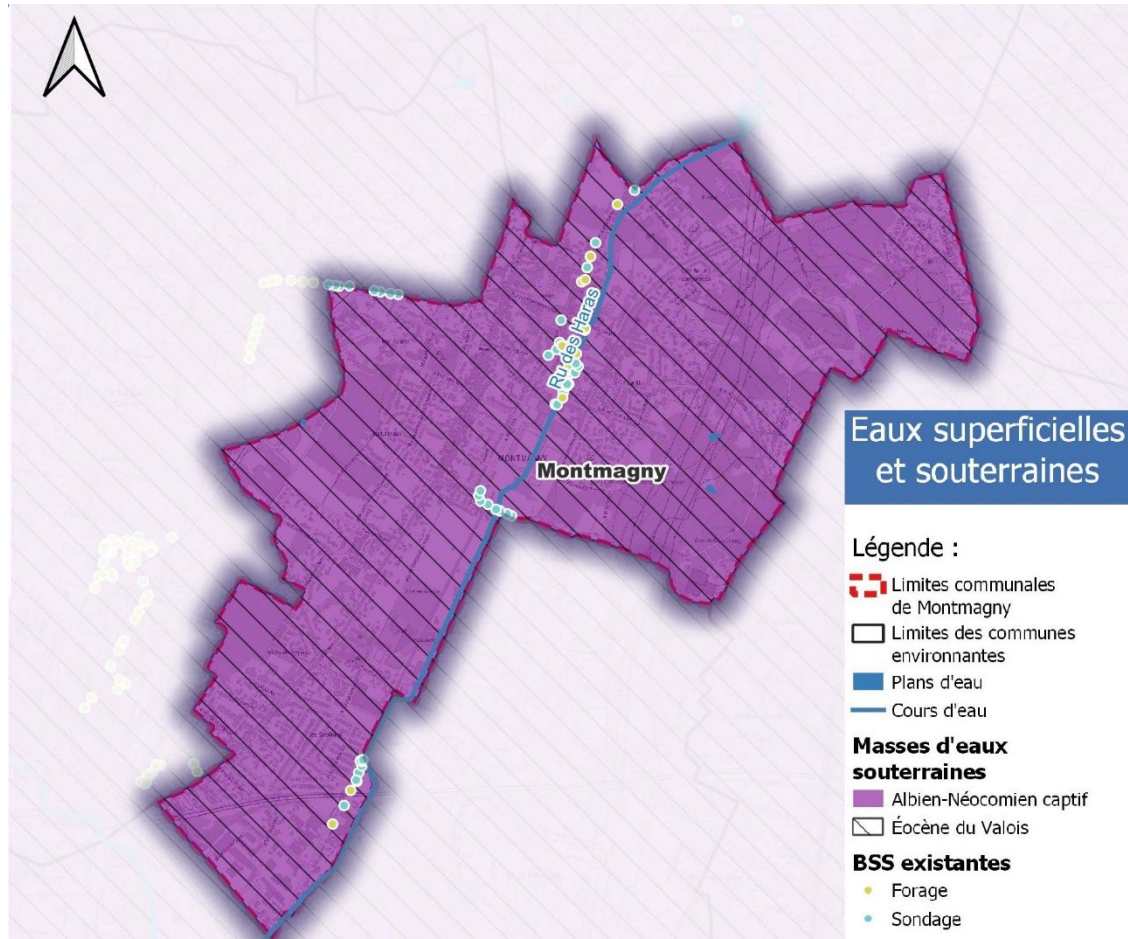 Ru des Haras
MONTMAGNY
Montmagny
Eaux superficielles
et souterraines
Légende :
Limites communales
de Montmagny
Limites des communes
environnantes
Plans d'eau
Cours d'eau
Masses d'eaux
souterraines
Albien-Néocomien captif
Éocène du Valois
BSS existantes
Forage
Sondage